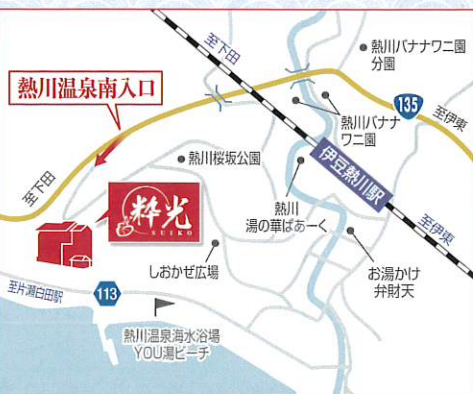 至下田
熱川バナナワニ園
分園
熱川温泉南入口
135
至伊東
熱川バナナ
ワニ園
伊豆熱川駅
熱川桜坂公園
至下田
粋光
SUIKO
熱川
湯の華ぱあーく
至伊東
しおかぜ広場
お湯かけ
弁財天
至片瀬白田駅
113
熱川温泉海水浴場
YOU湯ビーチ